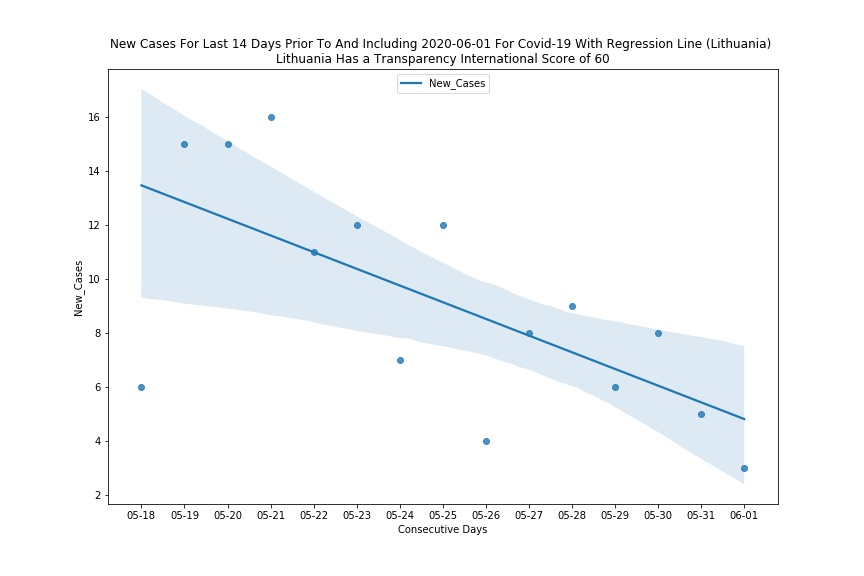 New Cases For Last 14 Days Prior To And Including 2020-06-01 For Covid-19 With Regression Line (Lithuania)
Lithuania Has a Transparency International Score of 60
New_Cases
16
14
12
10
8
6
4
2
New_Cases
05-18 05-19 05-20 05-21 05-22 05-23 05-24 05-25 05-26 05-27 05-28 05-29 05-30 05-31 06-01
Consecutive Days